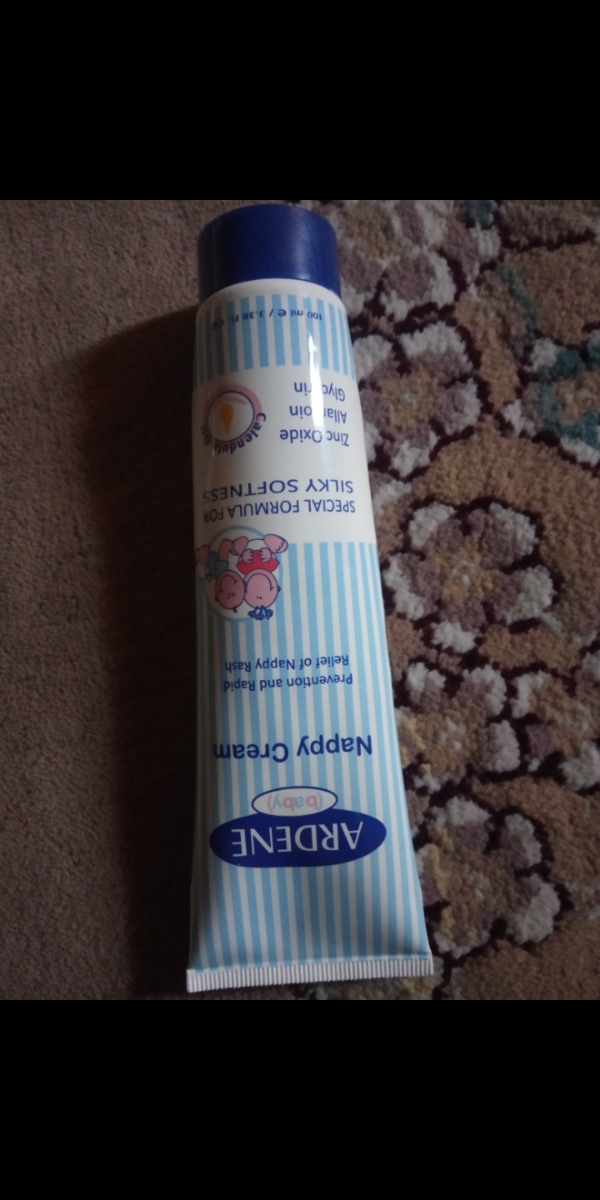 ARDENE
(baby)
Nappy Cream
Prevention and Rapid
Relief of Nappy Rash
SPECIAL FORMULA FOR
SILKY SOFTNESS
Zinc Oxide
Allantoin
Glycerin
Calendula Oil
100 ml e / 3.38 FL. Oz